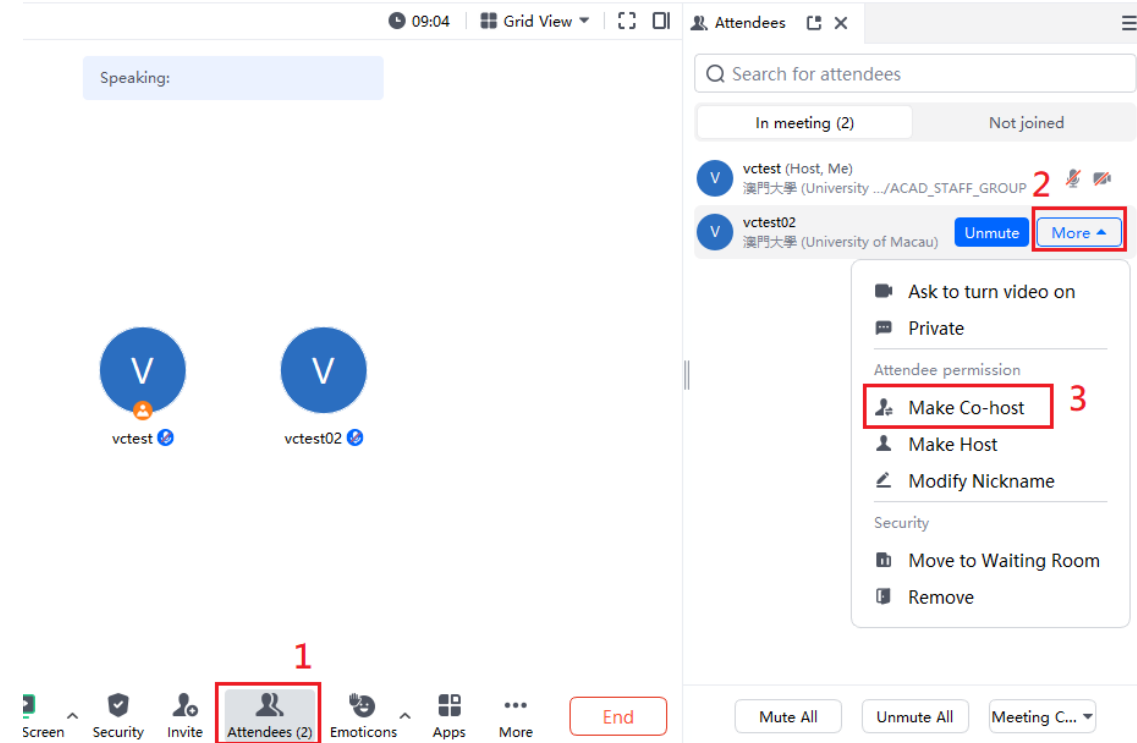 09:04
Grid View
Attendees
Speaking:
Search for attendees
In meeting (2)
Not joined
V
vctest (Host, Me)
澳門大學 (University .../ACAD_STAFF_GROUP
2
V
vctest02
澳門大學 (University of Macau)
Unmute
More
Ask to turn video on
Private
Attendee permission
Make Co-host
3
Make Host
Modify Nickname
Security
Move to Waiting Room
Remove
V
V
vctest
vctest02
1
Screen
Security
Invite
Attendees (2)
Emoticons
Apps
More
End
Mute All
Unmute All
Meeting C...